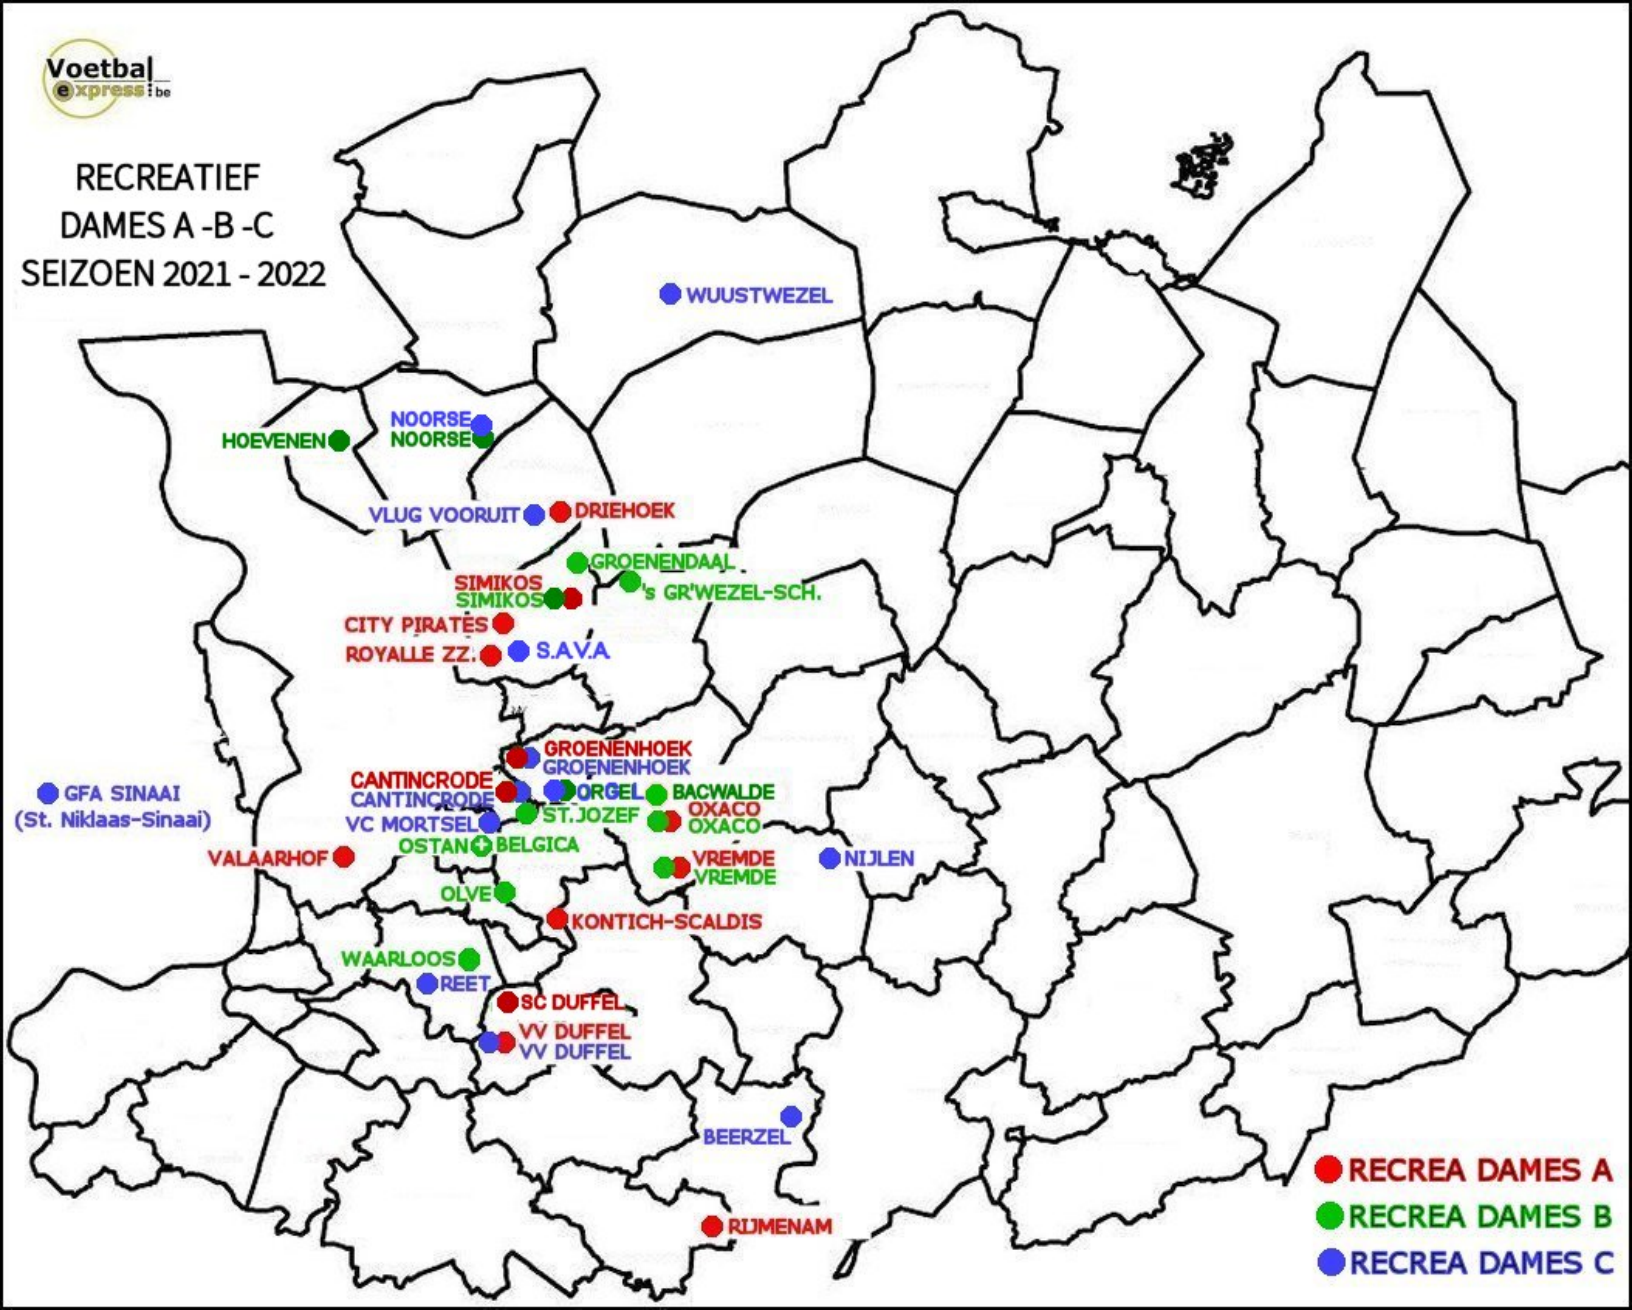 Voetbal
express.be
RECREATIEF
DAMES A -B -C
SEIZOEN 2021 - 2022
WUUSTWEZEL
NOORSE
HOEVENEN
NOORSE
VLUG VOORUIT
DRIEHOEK
GROENENDAAL
SIMIKOS
's GR'WEZEL-SCH.
SIMIKOS
CITY PIRATES
ROYALLE ZZ.
S.A.V.A.
GROENENHOEK
GROENENHOEK
CANTINCRODE
CANTINCRODE
BACWALDE
GFA SINAAI
(St. Niklaas-Sinaai)
OXACO
OXACO
ST.JOZEF
VC MORTSEL
OSTAN
BELGICA
VALAARHOF
VREMDE
VREMDE
NIJLEN
OLVE
KONTICH-SCALDIS
WAARLOOS
REET
SC DUFFEL
VV DUFFEL
VV DUFFEL
BEERZEL
RIJMENAM
RECREA DAMES A
RECREA DAMES B
RECREA DAMES C